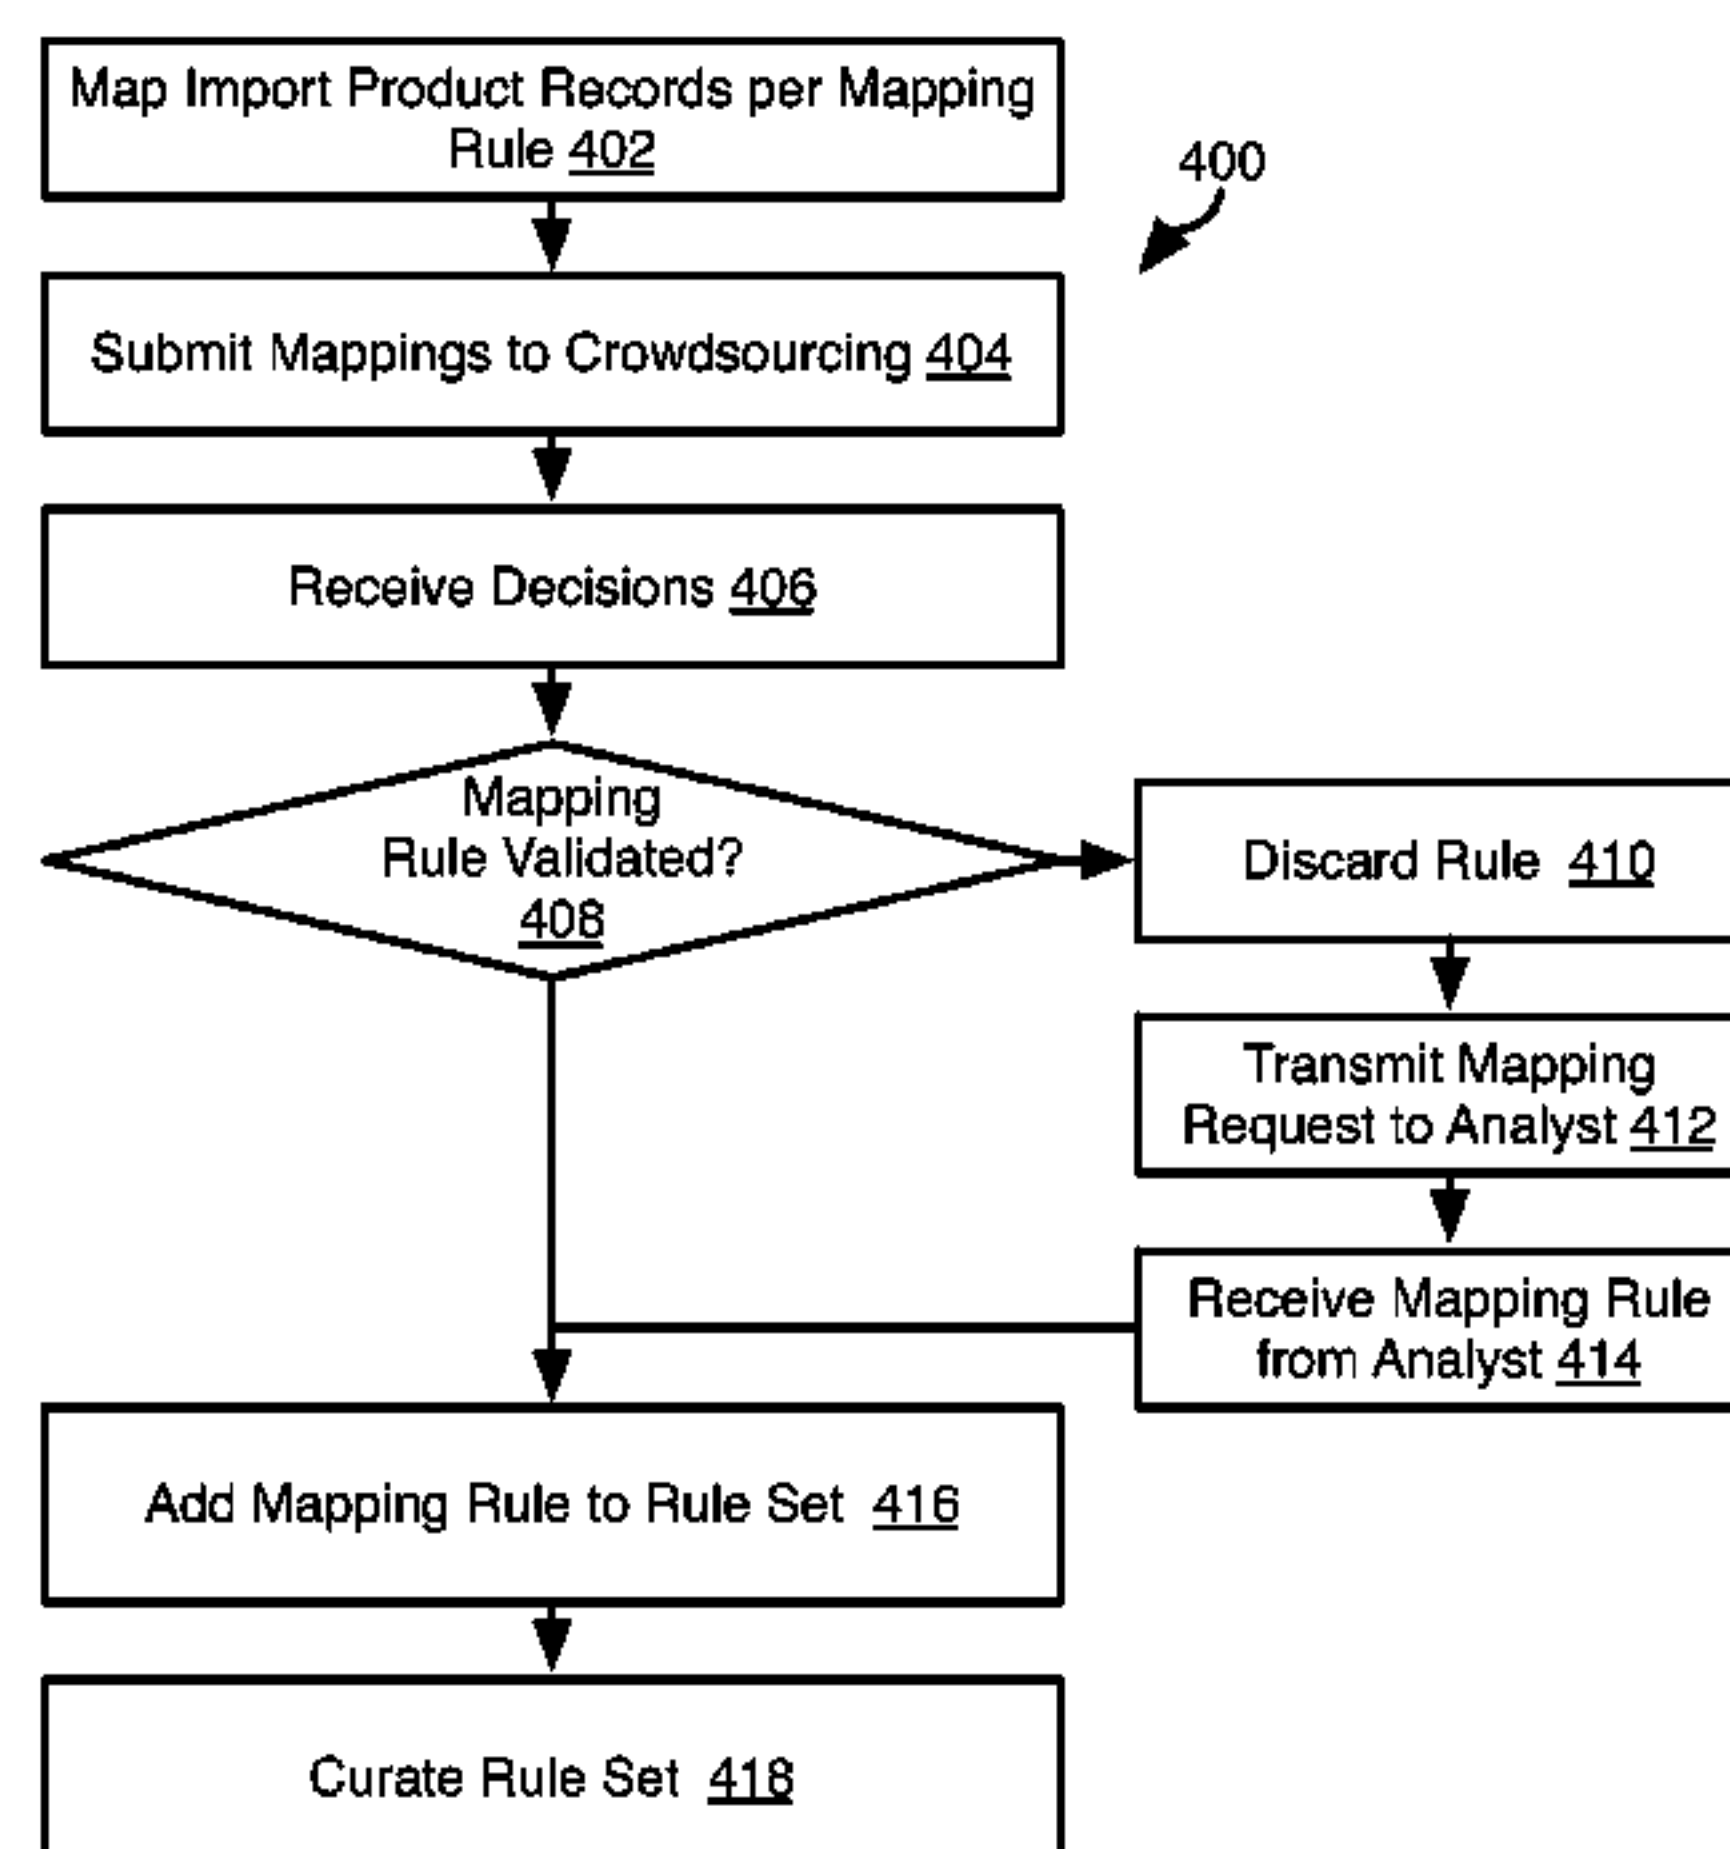 Map Import Product Records per Mapping
Rule 402
400
Submit Mappings to Crowdsourcing 404
Receive Decisions 406
Mapping
Rule Validated?
408
Discard Rule 410
Transmit Mapping
Request to Analyst 412
Receive Mapping Rule
from Analyst 414
Add Mapping Rule to Rule Set 416
Curate Rule Set 418